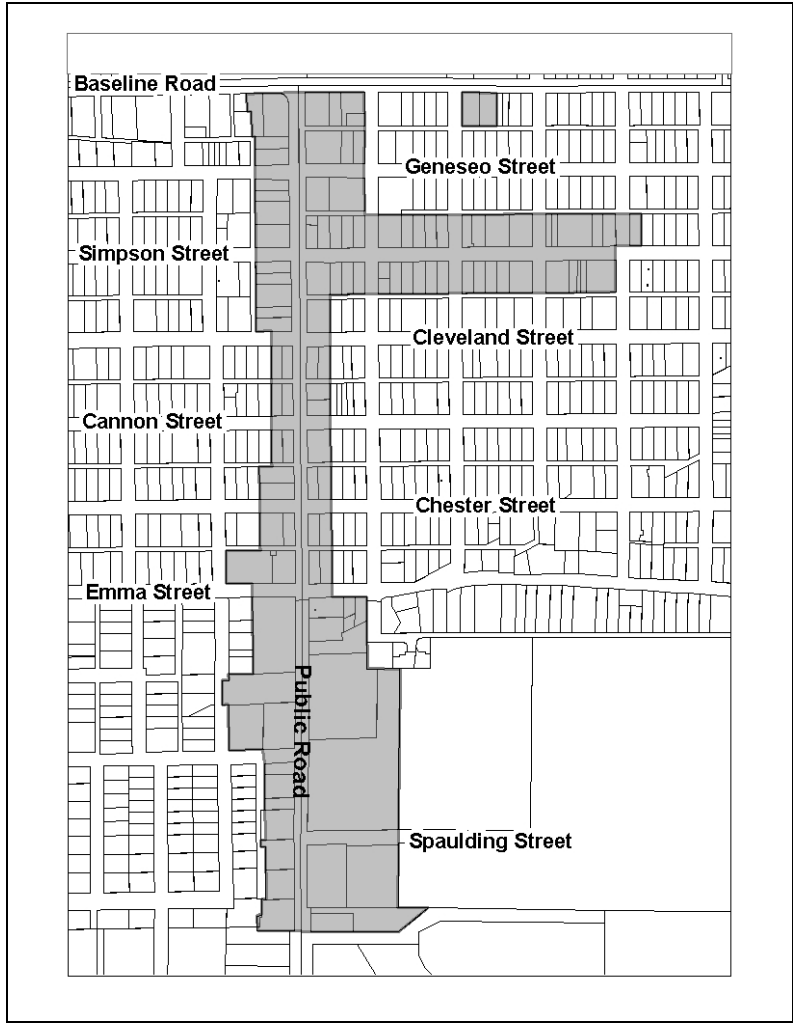 Baseline Road
Geneseo Street
Simpson Street
Cleveland Street
Cannon Street
Chester Street
Emma Street
Public Road
Spaulding Street